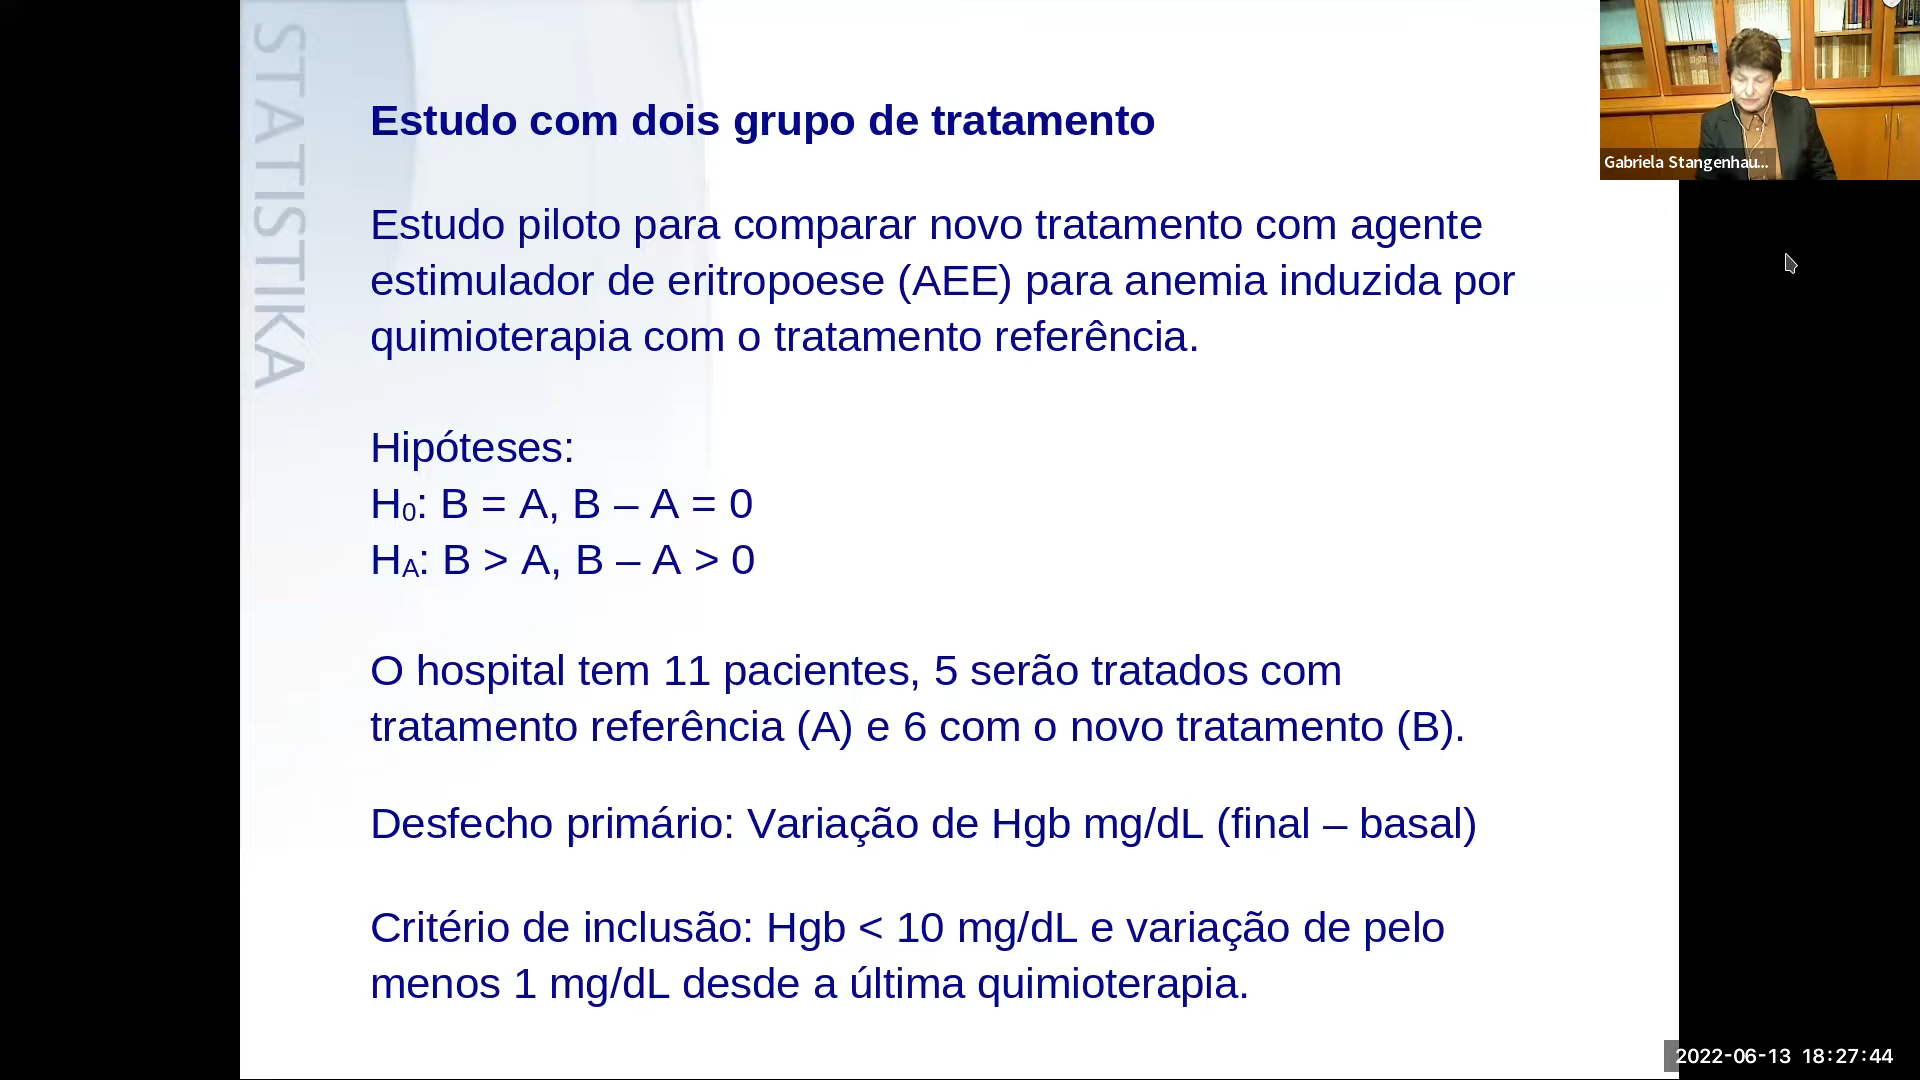 STATISTIKA
Estudo com dois grupo de tratamento
Estudo piloto para comparar novo tratamento com agente
estimulador de eritropoese (AEE) para anemia induzida por
quimioterapia com o tratamento referência.
Hipóteses:
H₀: B = A, B – A = 0
Hᴀ: B > A, B – A > 0
O hospital tem 11 pacientes, 5 serão tratados com
tratamento referência (A) e 6 com o novo tratamento (B).
Desfecho primário: Variação de Hgb mg/dL (final – basal)
Critério de inclusão: Hgb < 10 mg/dL e variação de pelo
menos 1 mg/dL desde a última quimioterapia.
Gabriela Stangenhau...
2022-06-13 18:27:44